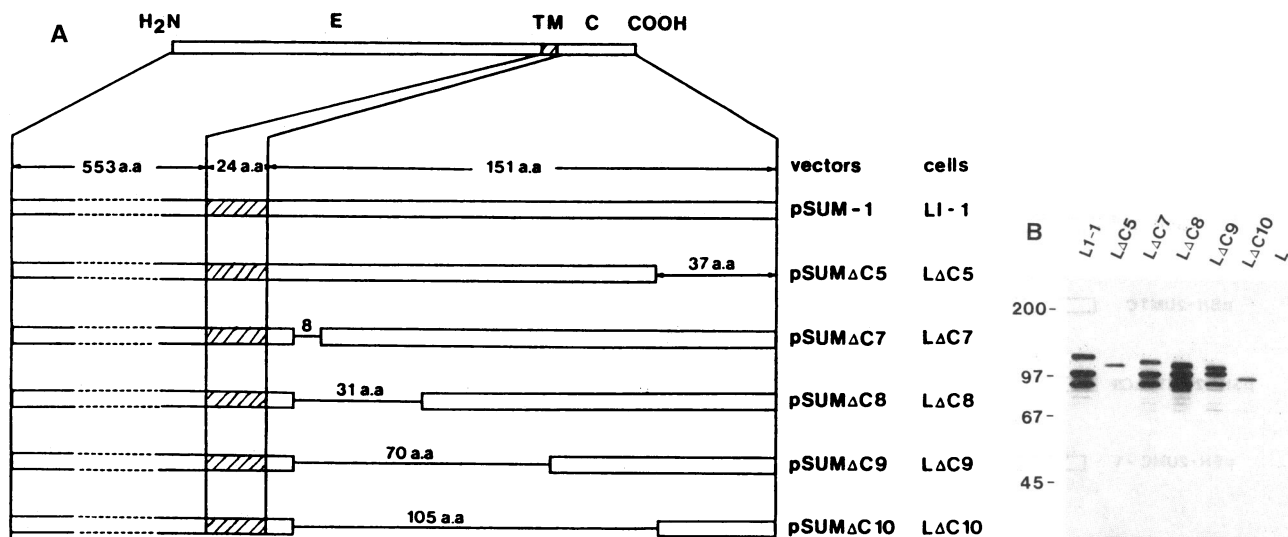 A
H2N E TM C COOH
553 a.a 24 a.a 151 a.a vectors cells
pSUM-1 LI-1
37 a.a pSUMΔC5 LΔC5
8 pSUMΔC7 LΔC7
31 a.a pSUMΔC8 LΔC8
70 a.a pSUMΔC9 LΔC9
105 a.a pSUMΔC10 LΔC10
B
L1-1 LΔC5 LΔC7 LΔC8 LΔC9 LΔC10 L
200-
97-
67-
45-